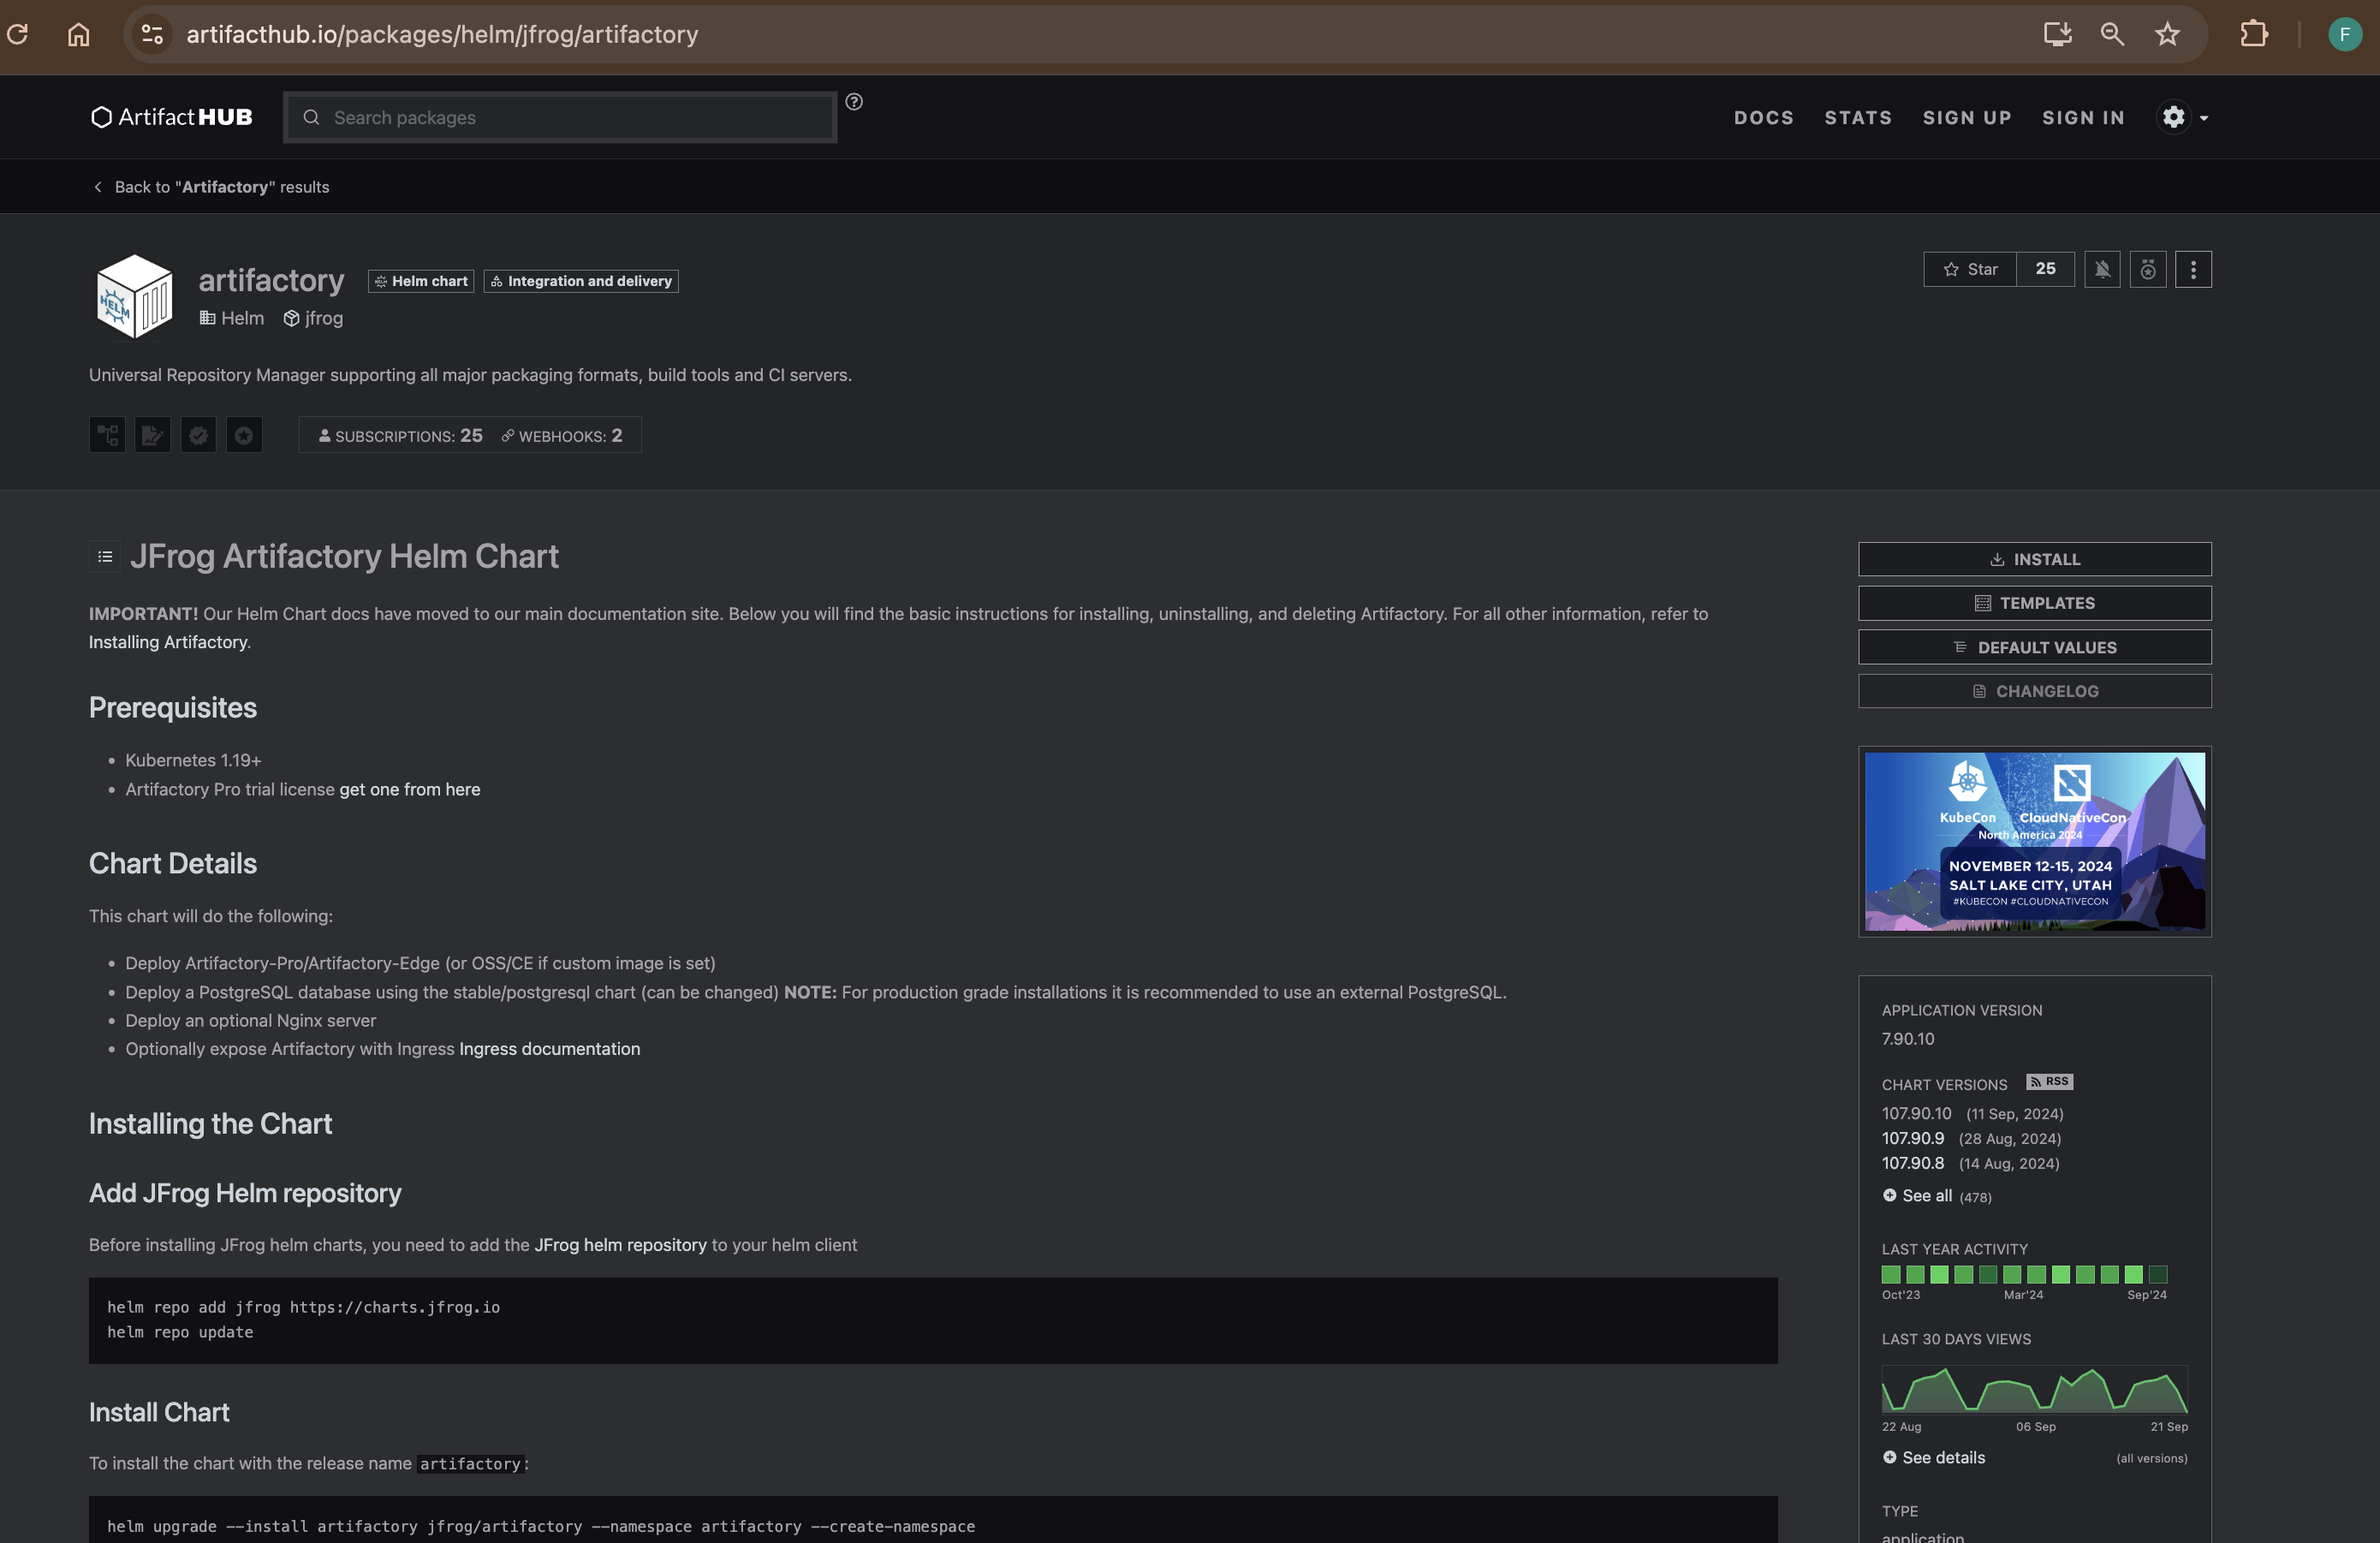 artifacthub.io/packages/helm/jfrog/artifactory
F
ArtifactHUB
Search packages
DOCS
STATS
SIGN UP
SIGN IN
Back to "Artifactory" results
HELM
artifactory
Helm chart
Integration and delivery
Helm
jfrog
Star
25
Universal Repository Manager supporting all major packaging formats, build tools and CI servers.
SUBSCRIPTIONS: 25
WEBHOOKS: 2
JFrog Artifactory Helm Chart
IMPORTANT! Our Helm Chart docs have moved to our main documentation site. Below you will find the basic instructions for installing, uninstalling, and deleting Artifactory. For all other information, refer to
Installing Artifactory.
Prerequisites
Kubernetes 1.19+
Artifactory Pro trial license get one from here
Chart Details
This chart will do the following:
Deploy Artifactory-Pro/Artifactory-Edge (or OSS/CE if custom image is set)
Deploy a PostgreSQL database using the stable/postgresql chart (can be changed) NOTE: For production grade installations it is recommended to use an external PostgreSQL.
Deploy an optional Nginx server
Optionally expose Artifactory with Ingress Ingress documentation
Installing the Chart
Add JFrog Helm repository
Before installing JFrog helm charts, you need to add the JFrog helm repository to your helm client
helm repo add jfrog https://charts.jfrog.io
helm repo update
Install Chart
To install the chart with the release name artifactory:
helm upgrade --install artifactory jfrog/artifactory --namespace artifactory --create-namespace
INSTALL
TEMPLATES
DEFAULT VALUES
CHANGELOG
KubeCon
CloudNativeCon
North America 2024
NOVEMBER 12-15, 2024
SALT LAKE CITY, UTAH
#KUBECON #CLOUDNATIVECON
APPLICATION VERSION
7.90.10
CHART VERSIONS
RSS
107.90.10 (11 Sep, 2024)
107.90.9 (28 Aug, 2024)
107.90.8 (14 Aug, 2024)
See all (478)
LAST YEAR ACTIVITY
Oct'23
Mar'24
Sep'24
LAST 30 DAYS VIEWS
22 Aug
06 Sep
21 Sep
See details
(all versions)
TYPE
application